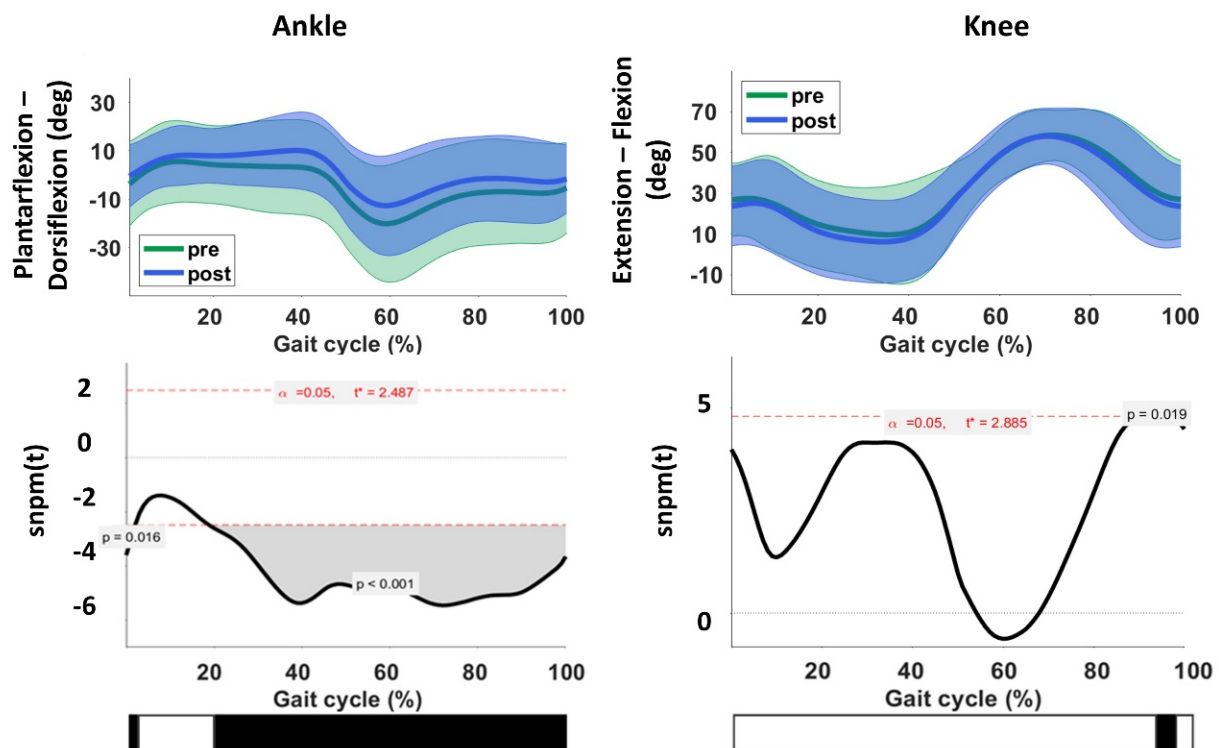 Ankle
Plantarflexion –
Dorsiflexion (deg)
30
10
-10
-30
pre
post
20
40
60
80
100
Gait cycle (%)
Knee
Extension – Flexion
(deg)
70
50
30
10
-10
pre
post
20
40
60
80
100
Gait cycle (%)
snpm(t)
2
0
-2
-4
-6
α =0.05, t* = 2.487
p = 0.016
p < 0.001
20
40
60
80
100
Gait cycle (%)
snpm(t)
5
0
α =0.05, t* = 2.885
p = 0.019
20
40
60
80
100
Gait cycle (%)